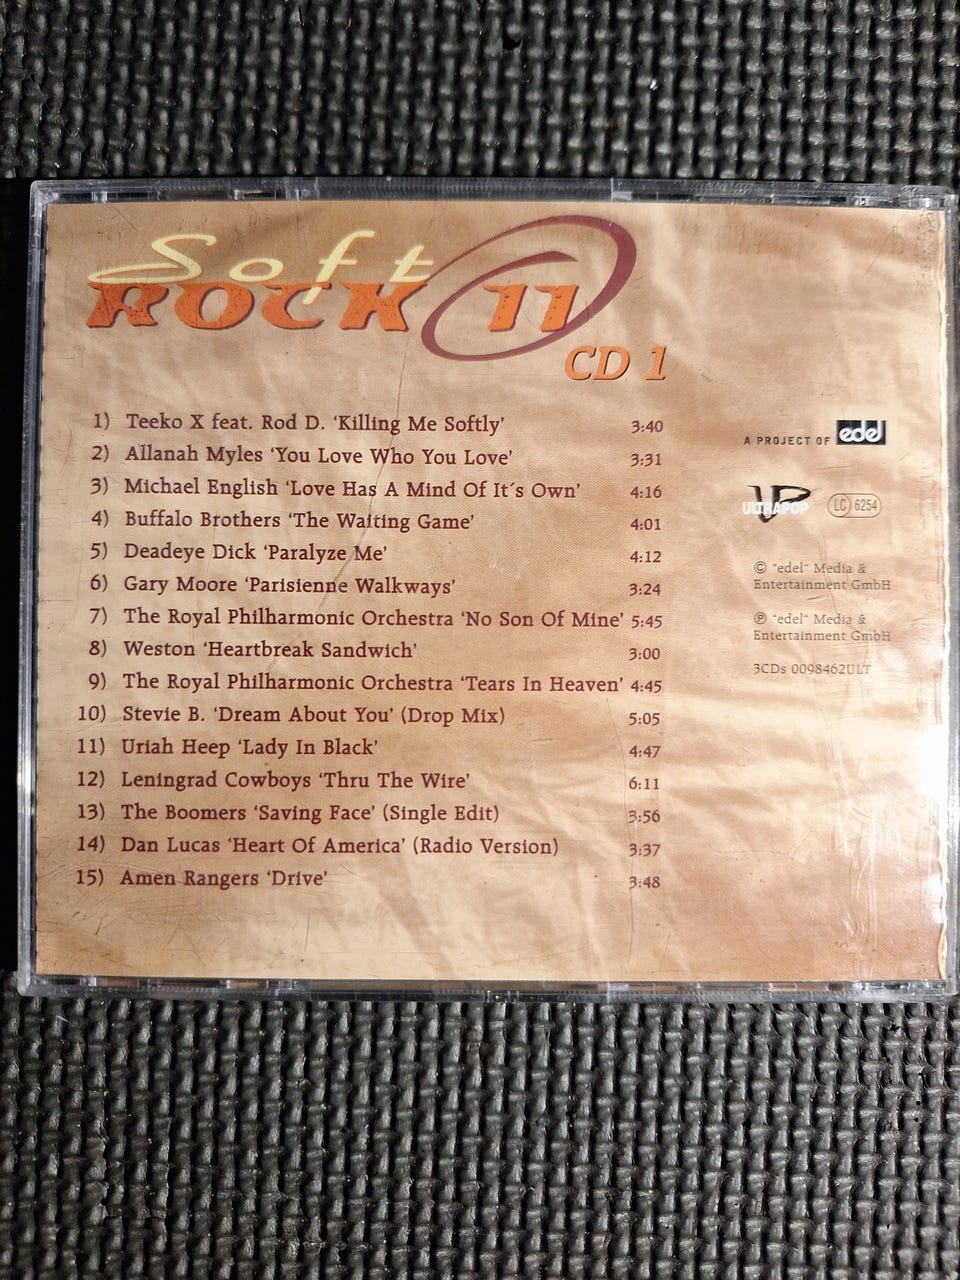 Soft
ROCK 11
CD 1
1) Teeko X feat. Rod D. ‘Killing Me Softly’ 3:40
2) Allanah Myles ‘You Love Who You Love’ 3:31
3) Michael English ‘Love Has A Mind Of It´s Own’ 4:16
4) Buffalo Brothers ‘The Waiting Game’ 4:01
5) Deadeye Dick ‘Paralyze Me’ 4:12
6) Gary Moore ‘Parisienne Walkways’ 3:24
7) The Royal Philharmonic Orchestra ‘No Son Of Mine’ 5:45
8) Weston ‘Heartbreak Sandwich’ 3:00
9) The Royal Philharmonic Orchestra ‘Tears In Heaven’ 4:45
10) Stevie B. ‘Dream About You’ (Drop Mix) 5:05
11) Uriah Heep ‘Lady In Black’ 4:47
12) Leningrad Cowboys ‘Thru The Wire’ 6:11
13) The Boomers ‘Saving Face’ (Single Edit) 3:56
14) Dan Lucas ‘Heart Of America’ (Radio Version) 3:37
15) Amen Rangers ‘Drive’ 3:48
A PROJECT OF edel
UP
ULTRAPOP LC 6254
© "edel" Media &
Entertainment GmbH
℗ "edel" Media &
Entertainment GmbH
3CDs 0098462ULT